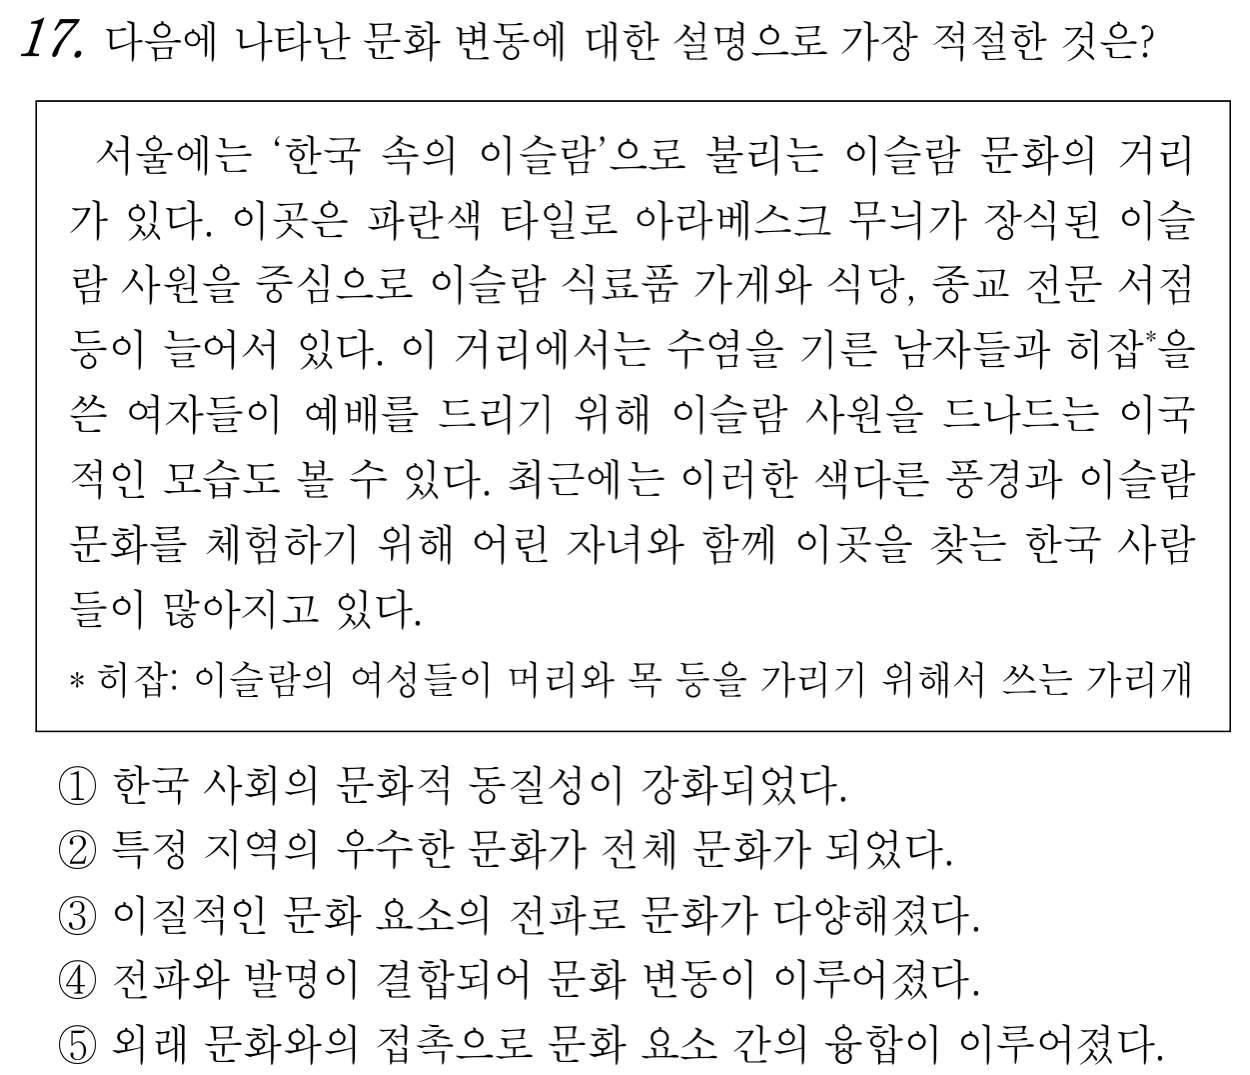 17. 다음에 나타난 문화 변동에 대한 설명으로 가장 적절한 것은?
서울에는 ‘한국 속의 이슬람’으로 불리는 이슬람 문화의 거리
가 있다. 이곳은 파란색 타일로 아라베스크 무늬가 장식된 이슬
람 사원을 중심으로 이슬람 식료품 가게와 식당, 종교 전문 서점
등이 늘어서 있다. 이 거리에서는 수염을 기른 남자들과 히잡*을
쓴 여자들이 예배를 드리기 위해 이슬람 사원을 드나드는 이국
적인 모습도 볼 수 있다. 최근에는 이러한 색다른 풍경과 이슬람
문화를 체험하기 위해 어린 자녀와 함께 이곳을 찾는 한국 사람
들이 많아지고 있다.
* 히잡: 이슬람의 여성들이 머리와 목 등을 가리기 위해서 쓰는 가리개
① 한국 사회의 문화적 동질성이 강화되었다.
② 특정 지역의 우수한 문화가 전체 문화가 되었다.
③ 이질적인 문화 요소의 전파로 문화가 다양해졌다.
④ 전파와 발명이 결합되어 문화 변동이 이루어졌다.
⑤ 외래 문화와의 접촉으로 문화 요소 간의 융합이 이루어졌다.